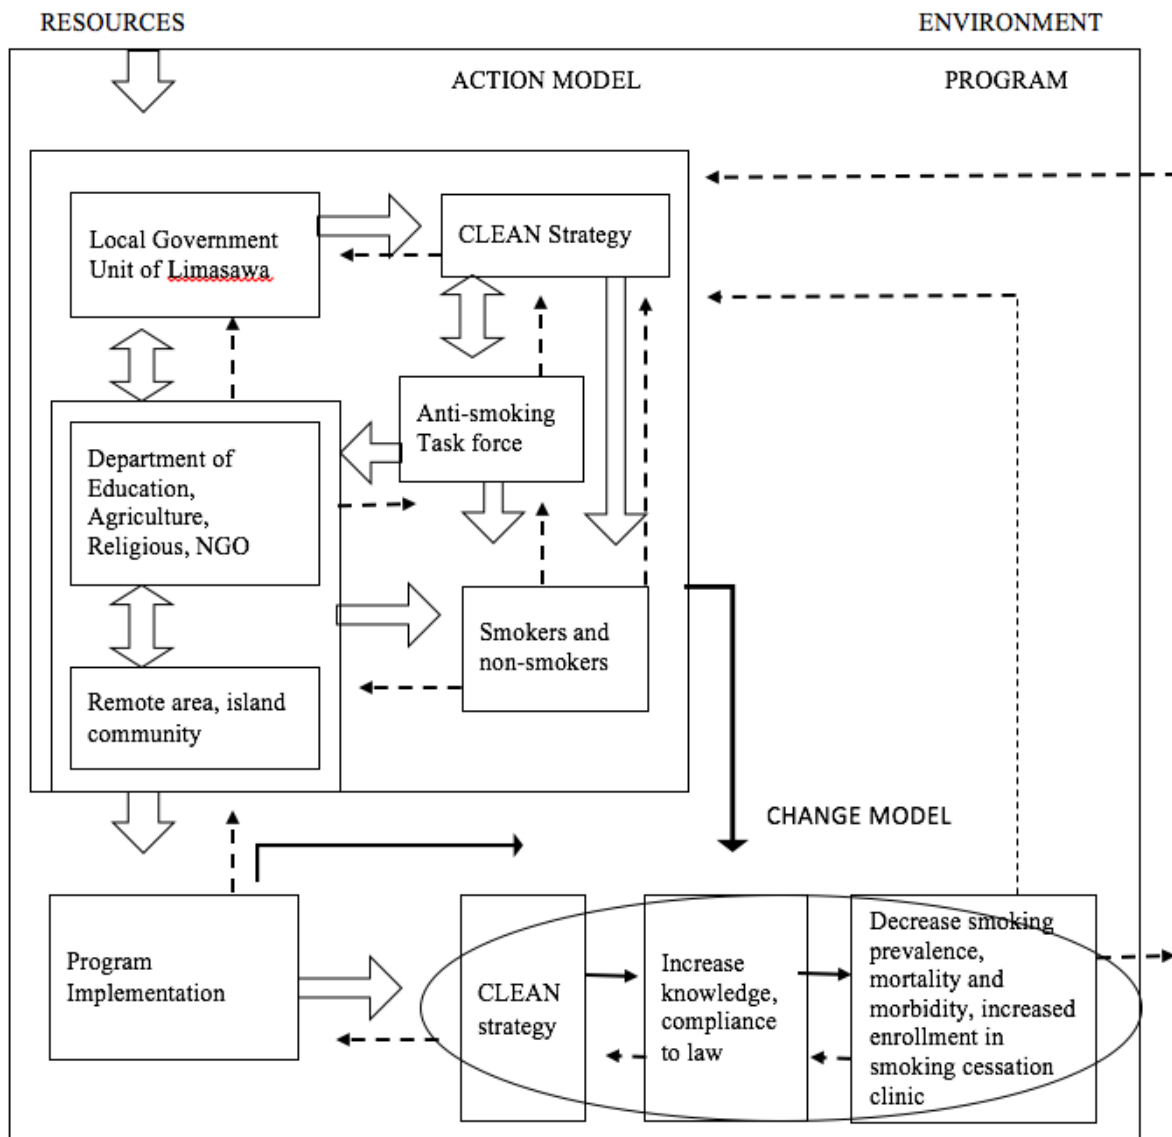 RESOURCES
ENVIRONMENT
ACTION MODEL
PROGRAM
Local Government
Unit of Limasawa
CLEAN Strategy
Anti-smoking
Task force
Department of
Education,
Agriculture,
Religious, NGO
Smokers and
non-smokers
Remote area, island
community
CHANGE MODEL
Program
Implementation
CLEAN
strategy
Increase
knowledge,
compliance
to law
Decrease smoking
prevalence,
mortality and
morbidity, increased
enrollment in
smoking cessation
clinic